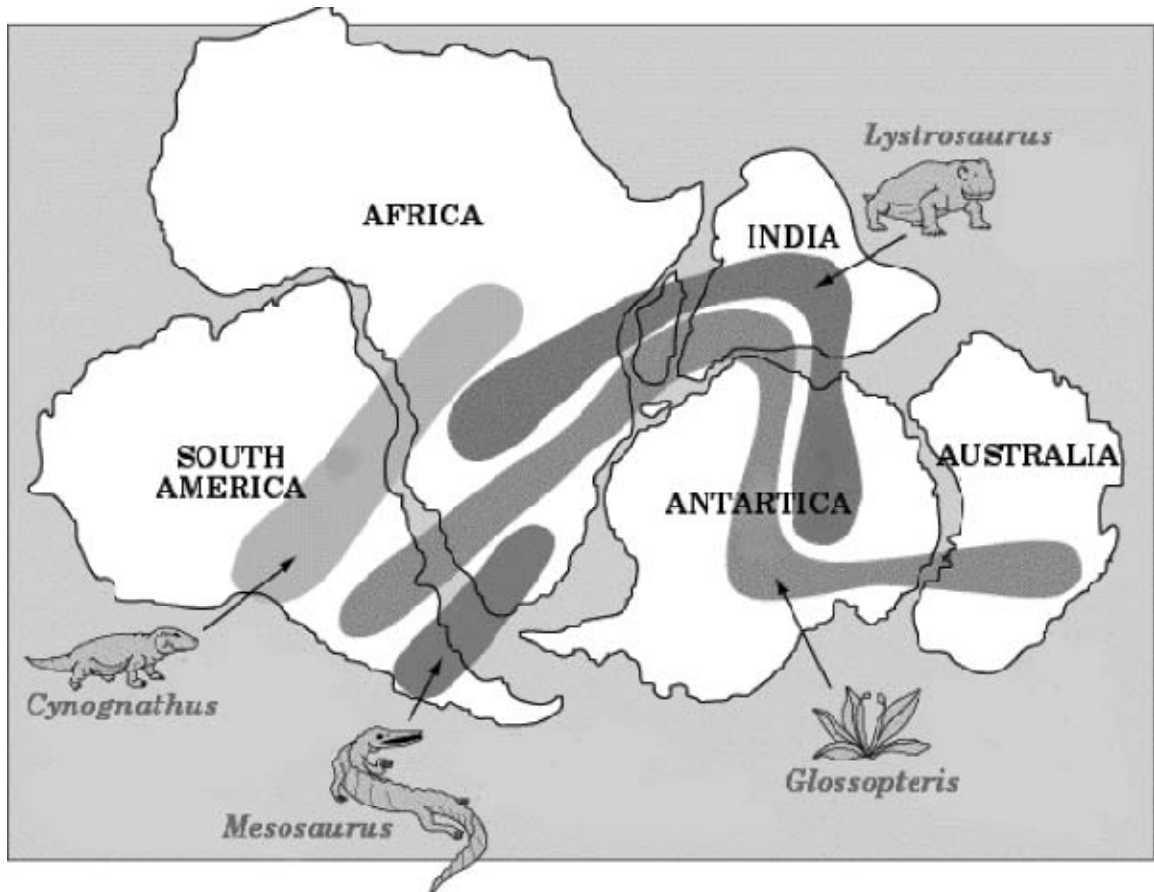 Lystrosaurus
AFRICA
INDIA
SOUTH
AMERICA
AUSTRALIA
ANTARTICA
Cynognathus
Mesosaurus
Glossopteris